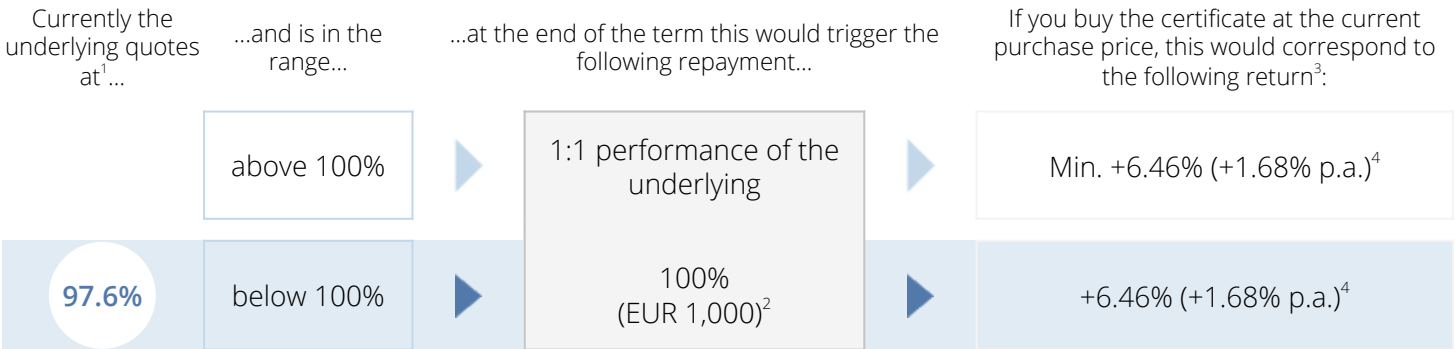 Currently the
underlying quotes
at¹...
...and is in the
range...
...at the end of the term this would trigger the
following repayment...
If you buy the certificate at the current
purchase price, this would correspond to
the following return³:
above 100%
1:1 performance of the
underlying
Min. +6.46% (+1.68% p.a.)⁴
97.6%
below 100%
100%
(EUR 1,000)²
+6.46% (+1.68% p.a.)⁴